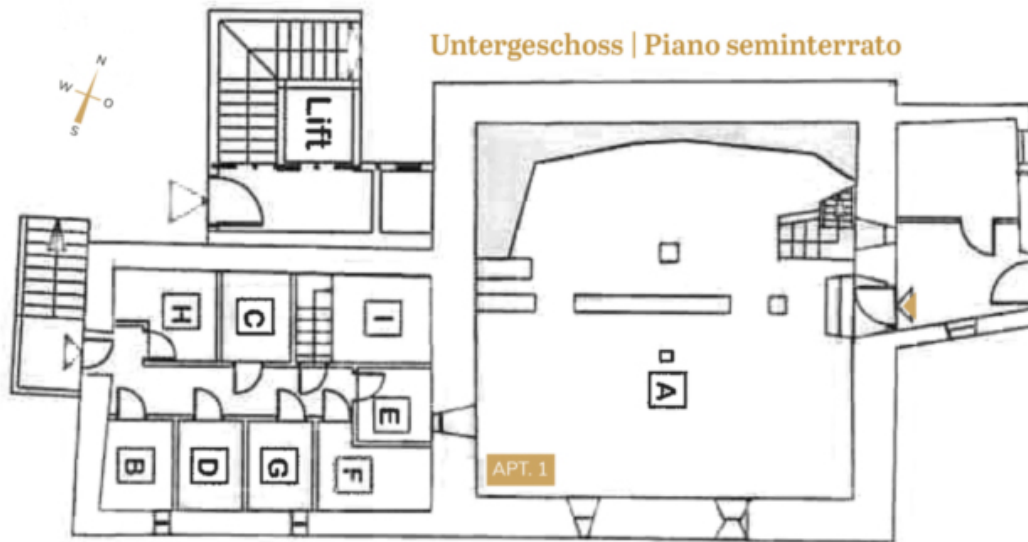 Untergeschoss | Piano seminterrato
N
W
O
S
Lift
H
C
I
E
A
B
D
G
F
APT. 1